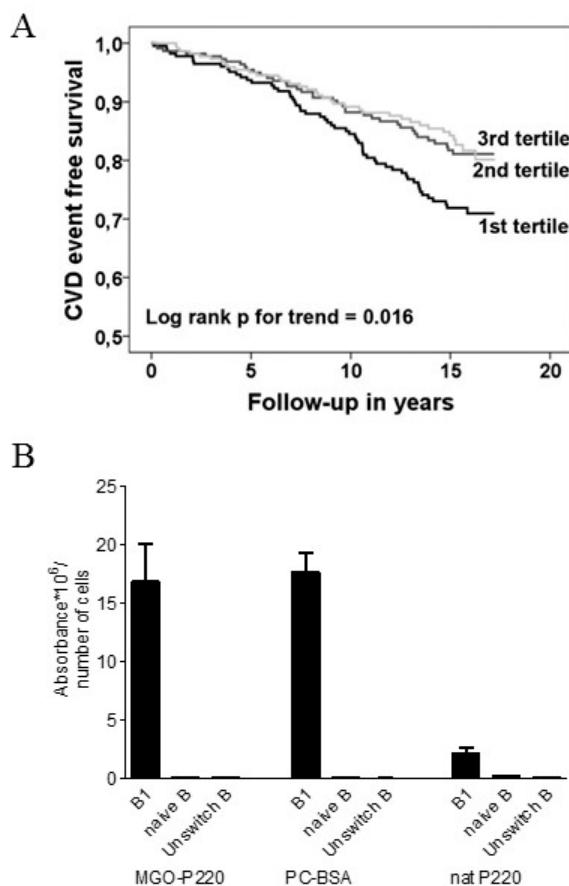 A
1,0
0,9
0,8
0,7
0,6
0,5
CVD event free survival
3rd tertile
2nd tertile
1st tertile
Log rank p for trend = 0.016
0 5 10 15 20
Follow-up in years
B
25
20
15
10
5
0
Absorbance*10⁶/
number of cells
B1 naive B Unswitch B B1 naive B Unswitch B B1 naive B Unswitch B
MGO-P220 PC-BSA nat P220